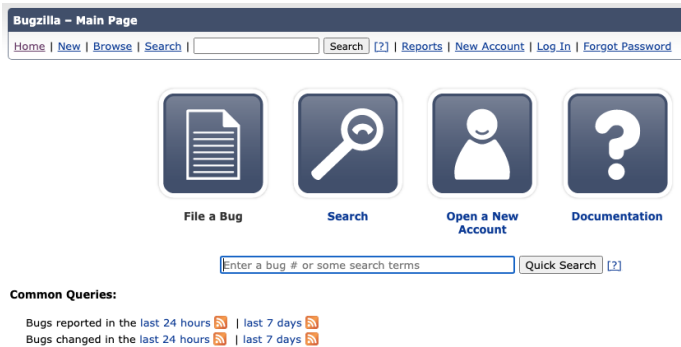 Bugzilla – Main Page
Home | New | Browse | Search | Search [?] | Reports | New Account | Log In | Forgot Password
File a Bug
Search
Open a New
Account
Documentation
Enter a bug # or some search terms Quick Search [?]
Common Queries:
Bugs reported in the last 24 hours | last 7 days
Bugs changed in the last 24 hours | last 7 days